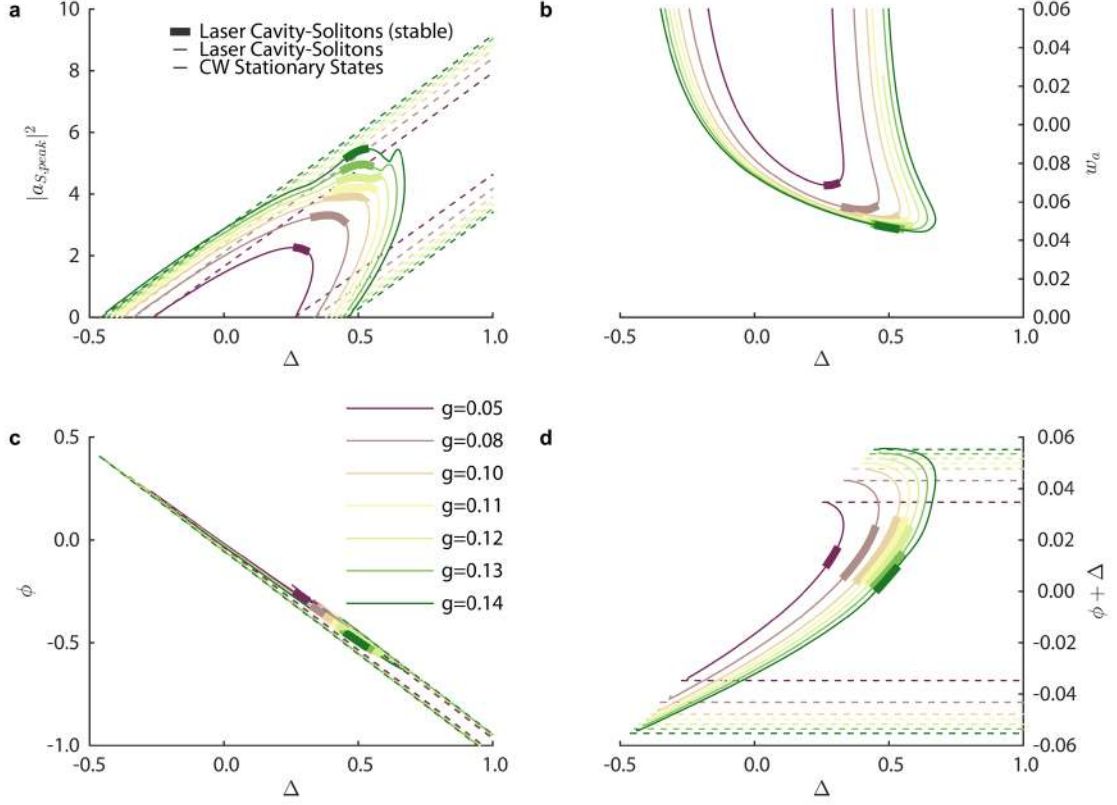 a
10
8
6
4
2
0
|a_{S,peak}|^2
Laser Cavity-Solitons (stable)
Laser Cavity-Solitons
CW Stationary States
-0.5
0.0
0.5
1.0
Δ
b
0.06
0.04
0.02
0.00
0.08
0.06
0.04
0.02
0.00
w_a
-0.5
0.0
0.5
1.0
Δ
c
0.5
0.0
-0.5
-1.0
ϕ
g=0.05
g=0.08
g=0.10
g=0.11
g=0.12
g=0.13
g=0.14
-0.5
0.0
0.5
1.0
Δ
d
0.06
0.04
0.02
0.00
-0.02
-0.04
-0.06
ϕ + Δ
-0.5
0.0
0.5
1.0
Δ